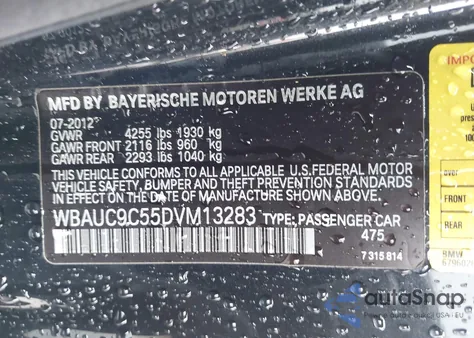 MFD BY BAYERISCHE MOTOREN WERKE AG
07-2012
GVWR 4255 lbs 1930 kg
GAWR FRONT 2116 lbs 960 kg
GAWR REAR 2293 lbs 1040 kg
THIS VEHICLE CONFORMS TO ALL APPLICABLE U.S. FEDERAL MOTOR
VEHICLE SAFETY, BUMPER AND THEFT PREVENTION STANDARDS
IN EFFECT ON THE DATE OF MANUFACTURE SHOWN ABOVE.
WBAUC9C55DVM13283 TYPE: PASSENGER CAR
475
7315814
FRONT
REAR
BMW
autoSnap